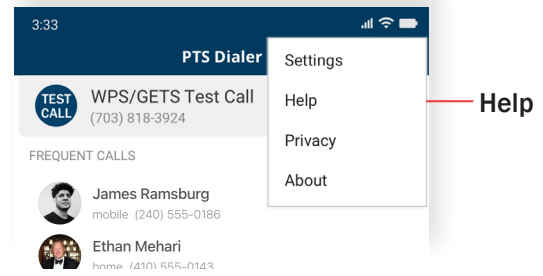 3:33
PTS Dialer
Settings
TEST CALL
WPS/GETS Test Call
(703) 818-3924
Help
Help
FREQUENT CALLS
Privacy
About
James Ramsburg
mobile (240) 555-0186
Ethan Mehari
home (410) 555-0143